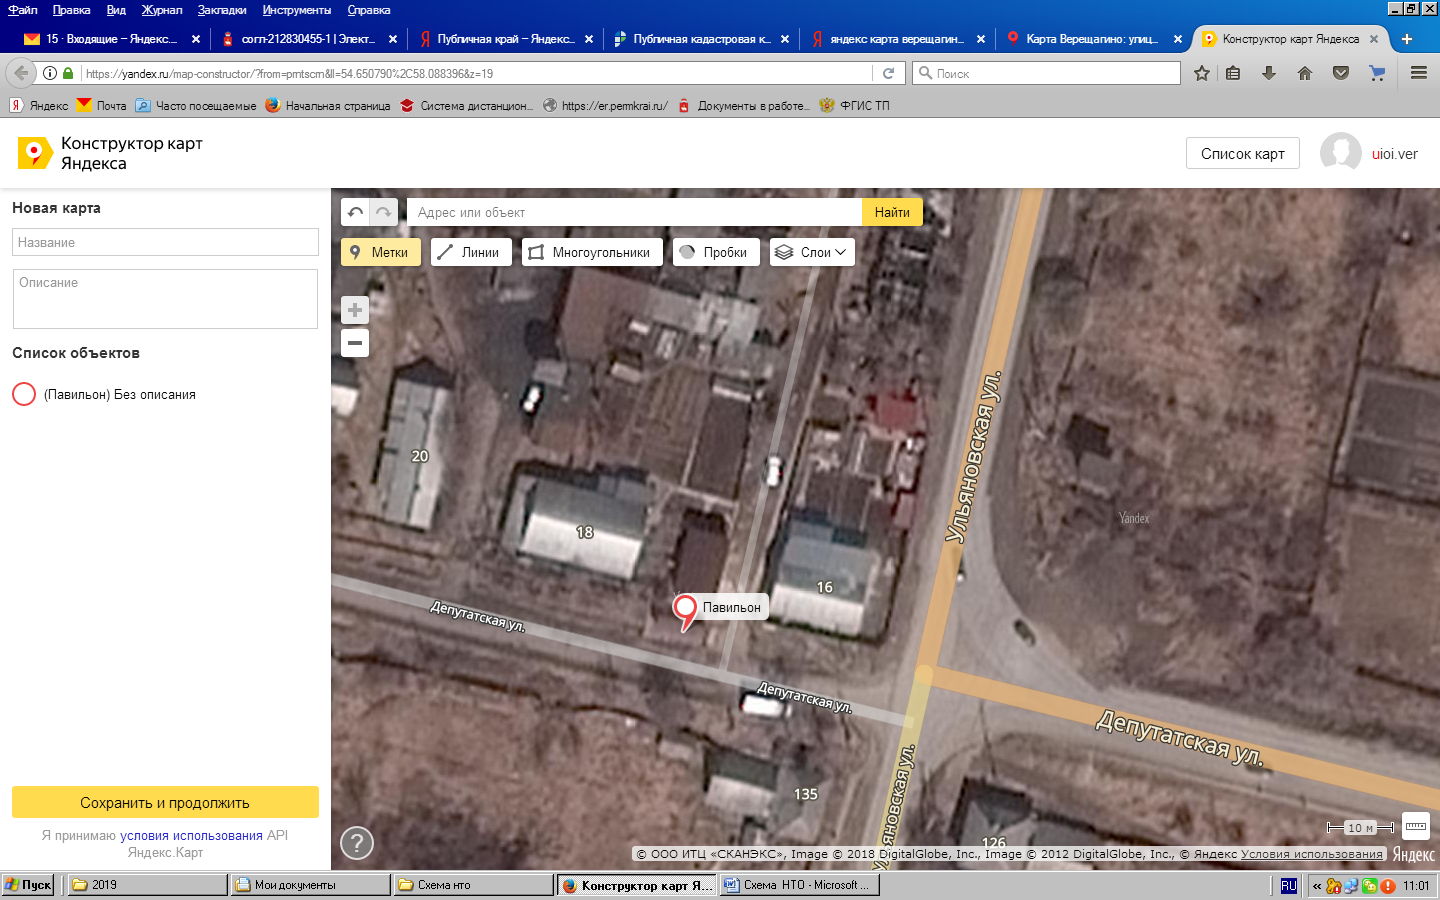 Файл Правка Вид Журнал Закладки Инструменты Справка
15 · Входящие – Яндекс....
согл-212830455-1 | Элект...
Публичная край – Яндекс...
Публичная кадастровая к...
яндекс карта верещагин...
Карта Верещагино: улиц...
Конструктор карт Яндекса
https://yandex.ru/map-constructor/?from=prntscrn&ll=54.650790%2C58.088396&z=19
Поиск
Яндекс
Почта
Часто посещаемые
Начальная страница
Система дистанцион...
https://er.permkrai.ru/
Документы в работе...
ФГИС ТП
Конструктор карт
Яндекса
Список карт
uioi.ver
Новая карта
Название
Описание
Список объектов
(Павильон) Без описания
Сохранить и продолжить
Я принимаю условия использования API
Яндекс.Карт
Адрес или объект
Найти
Метки
Линии
Многоугольники
Пробки
Слои
Ульяновская ул.
20
18
16
Yandex
Павильон
Депутатская ул.
Депутатская ул.
Депутатская ул.
Ульяновская ул.
135
126
?
10 м
© ООО ИТЦ «СКАНЭКС», Image © 2018 DigitalGlobe, Inc., Image © 2012 DigitalGlobe, Inc., © Яндекс Условия использования
Яндекс
Пуск
2019
Мои документы
Схема нто
Конструктор карт Я...
Схема НТО - Microsoft ...
RU
«
11:01